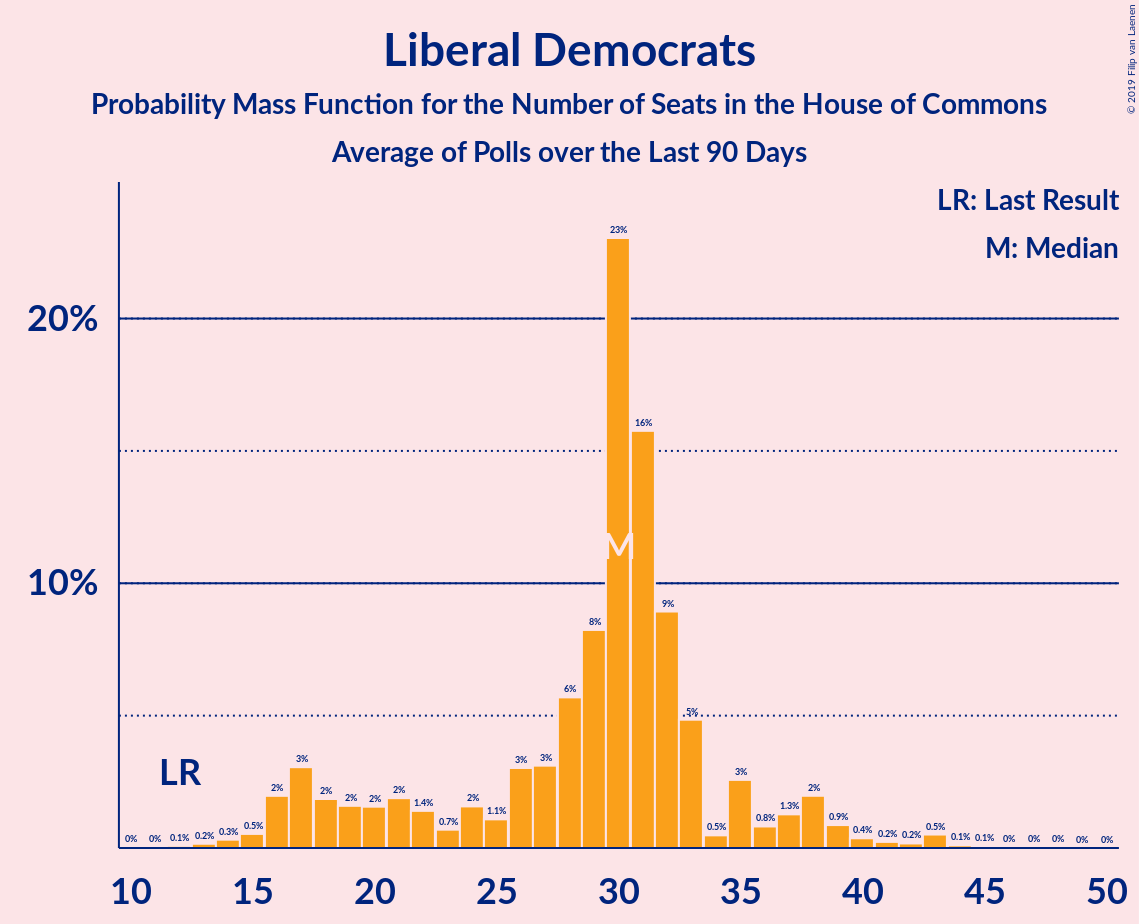 Liberal Democrats
Probability Mass Function for the Number of Seats in the House of Commons
Average of Polls over the Last 90 Days
© 2019 Filip van Laenen
LR: Last Result
M: Median
20%
10%
LR
M
0% 0% 0.1% 0.2% 0.3% 0.5% 2% 3% 2% 2% 2% 2% 1.4% 0.7% 2% 1.1% 3% 3% 6% 8% 23% 16% 9% 5% 0.5% 3% 0.8% 1.3% 2% 0.9% 0.4% 0.2% 0.2% 0.5% 0.1% 0.1% 0% 0% 0% 0% 0%
10 15 20 25 30 35 40 45 50